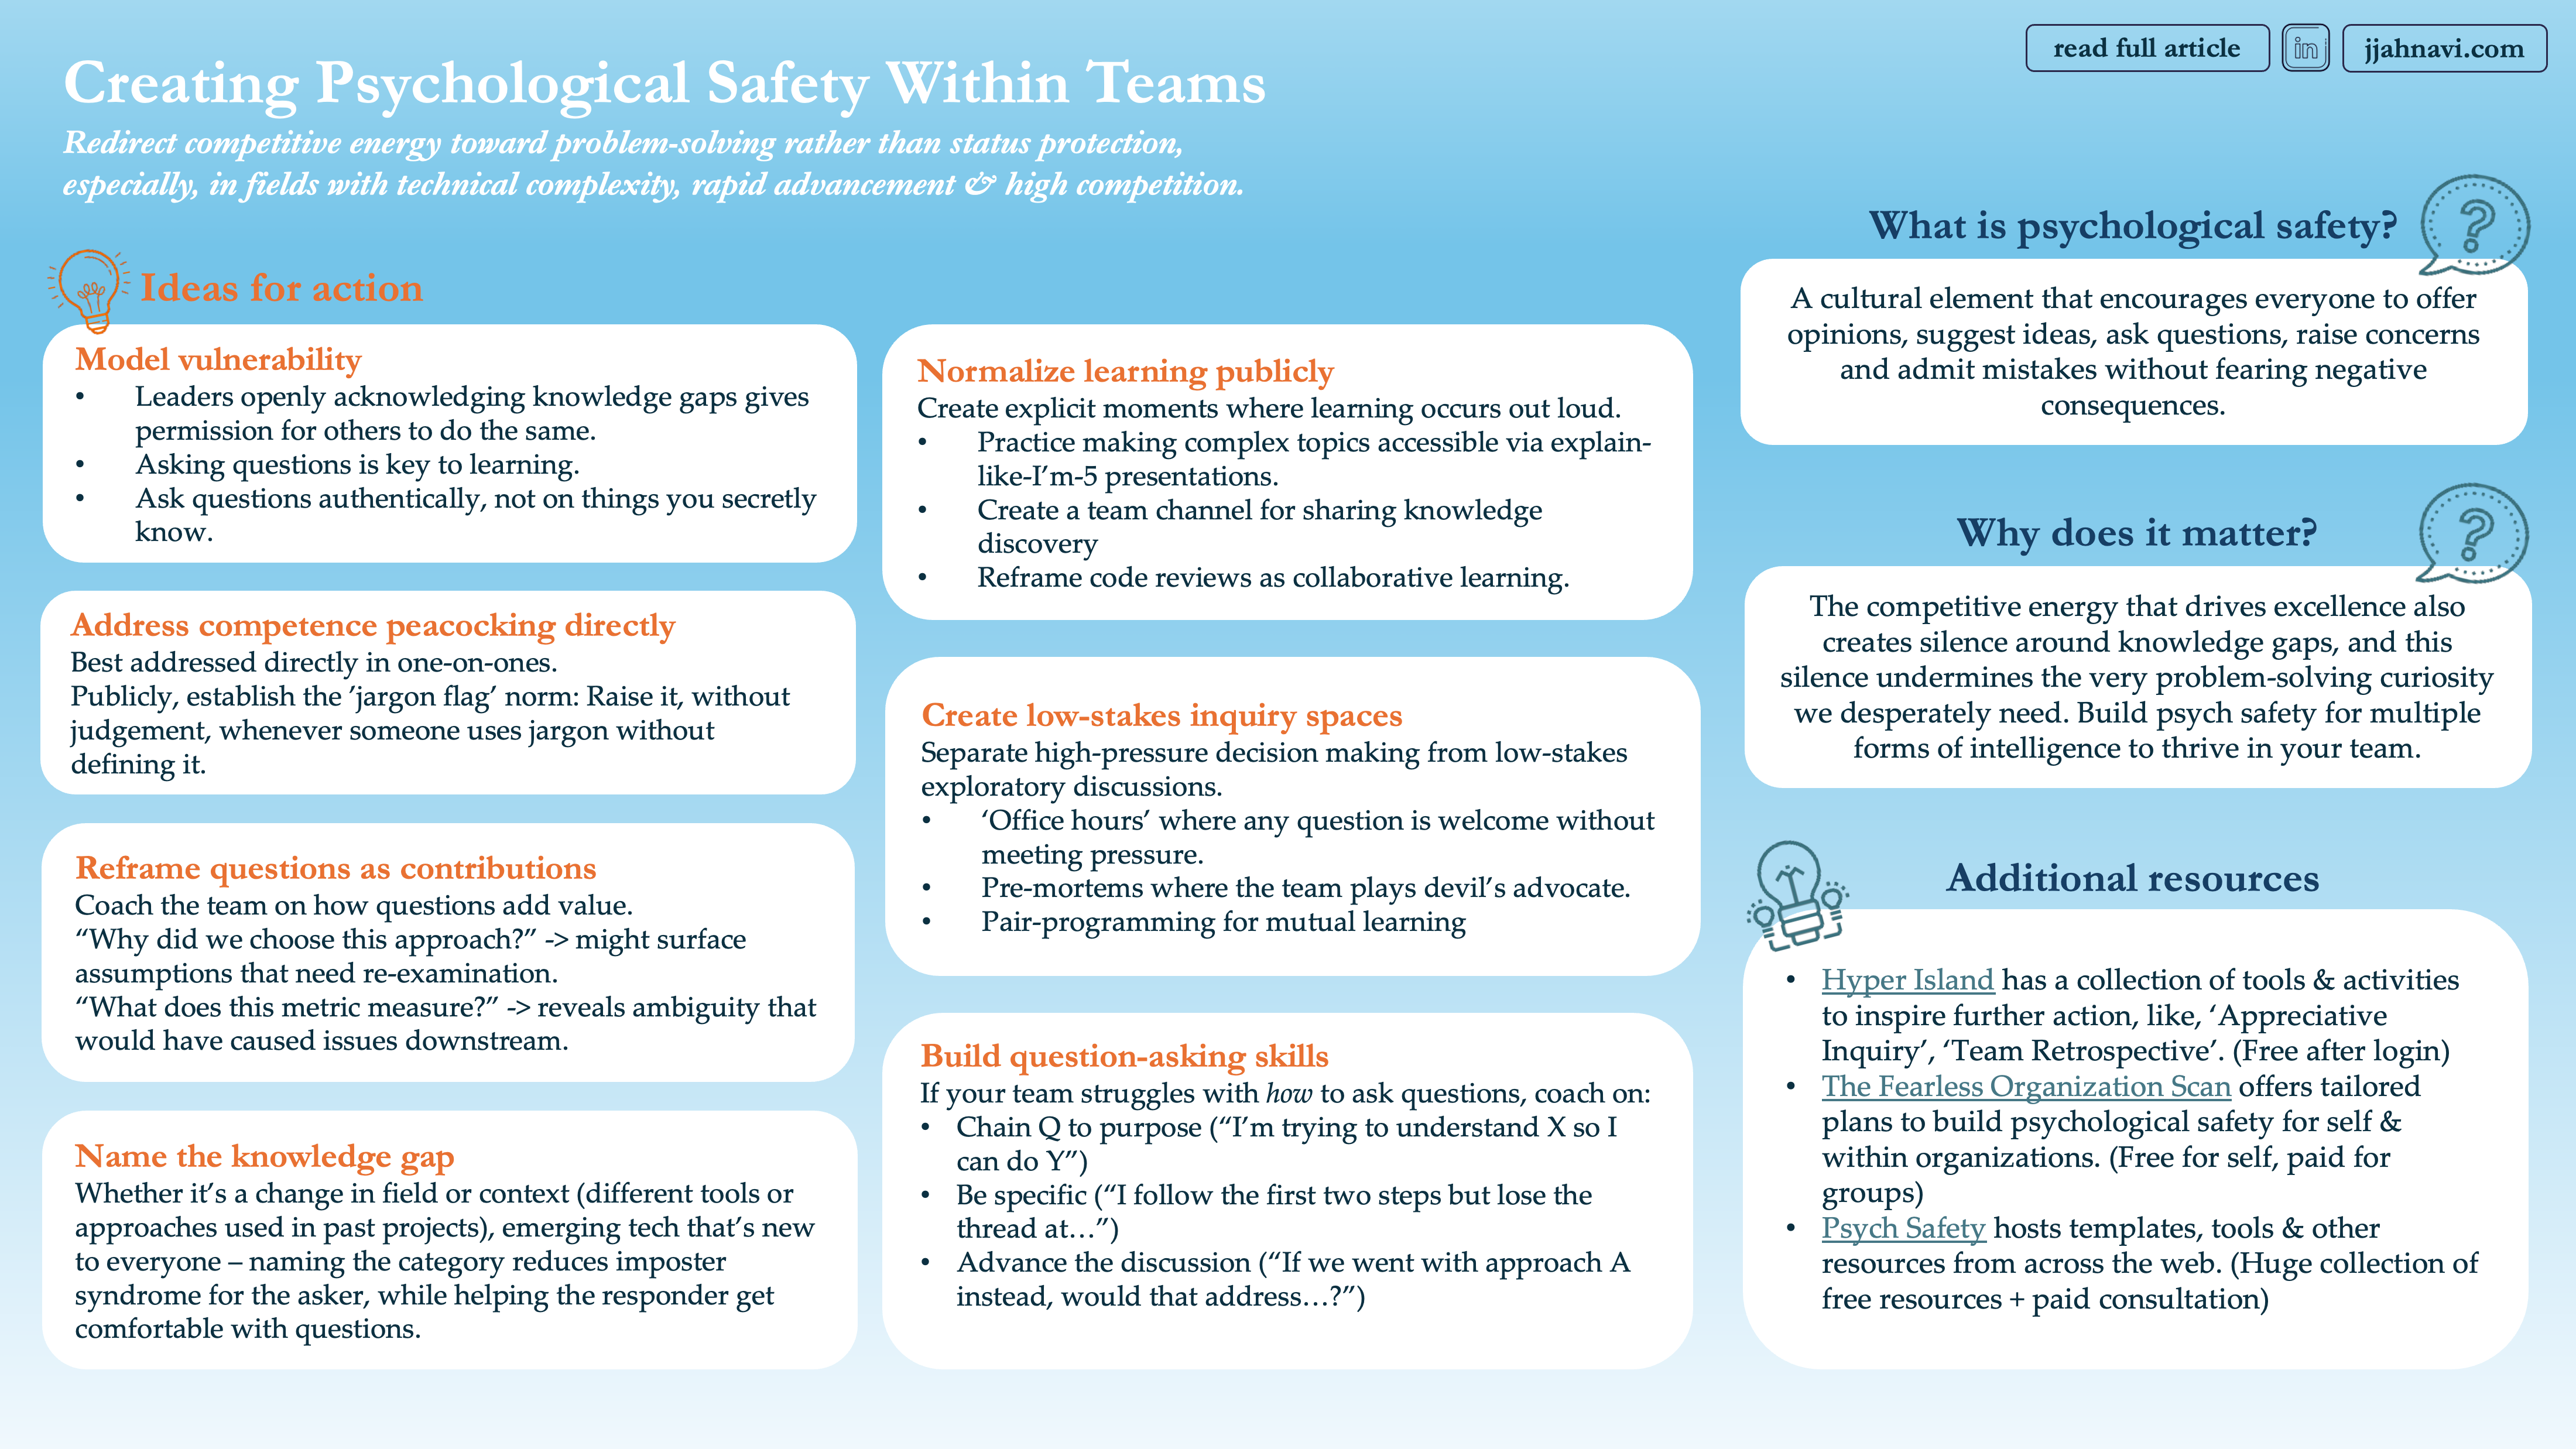 read full article
in
jjahnavi.com
Creating Psychological Safety Within Teams
Redirect competitive energy toward problem-solving rather than status protection,
especially, in fields with technical complexity, rapid advancement & high competition.
Ideas for action
Model vulnerability
• Leaders openly acknowledging knowledge gaps gives
permission for others to do the same.
• Asking questions is key to learning.
• Ask questions authentically, not on things you secretly
know.
Address competence peacocking directly
Best addressed directly in one-on-ones.
Publicly, establish the ’jargon flag’ norm: Raise it, without
judgement, whenever someone uses jargon without
defining it.
Reframe questions as contributions
Coach the team on how questions add value.
“Why did we choose this approach?” -> might surface
assumptions that need re-examination.
“What does this metric measure?” -> reveals ambiguity that
would have caused issues downstream.
Name the knowledge gap
Whether it’s a change in field or context (different tools or
approaches used in past projects), emerging tech that’s new
to everyone – naming the category reduces imposter
syndrome for the asker, while helping the responder get
comfortable with questions.
Normalize learning publicly
Create explicit moments where learning occurs out loud.
• Practice making complex topics accessible via explain-
like-I’m-5 presentations.
• Create a team channel for sharing knowledge
discovery
• Reframe code reviews as collaborative learning.
Create low-stakes inquiry spaces
Separate high-pressure decision making from low-stakes
exploratory discussions.
• ‘Office hours’ where any question is welcome without
meeting pressure.
• Pre-mortems where the team plays devil’s advocate.
• Pair-programming for mutual learning
Build question-asking skills
If your team struggles with how to ask questions, coach on:
• Chain Q to purpose (“I’m trying to understand X so I
can do Y”)
• Be specific (“I follow the first two steps but lose the
thread at…”)
• Advance the discussion (“If we went with approach A
instead, would that address…?”)
What is psychological safety?
?
A cultural element that encourages everyone to offer
opinions, suggest ideas, ask questions, raise concerns
and admit mistakes without fearing negative
consequences.
Why does it matter?
?
The competitive energy that drives excellence also
creates silence around knowledge gaps, and this
silence undermines the very problem-solving curiosity
we desperately need. Build psych safety for multiple
forms of intelligence to thrive in your team.
Additional resources
• Hyper Island has a collection of tools & activities
to inspire further action, like, ‘Appreciative
Inquiry’, ‘Team Retrospective’. (Free after login)
• The Fearless Organization Scan offers tailored
plans to build psychological safety for self &
within organizations. (Free for self, paid for
groups)
• Psych Safety hosts templates, tools & other
resources from across the web. (Huge collection of
free resources + paid consultation)